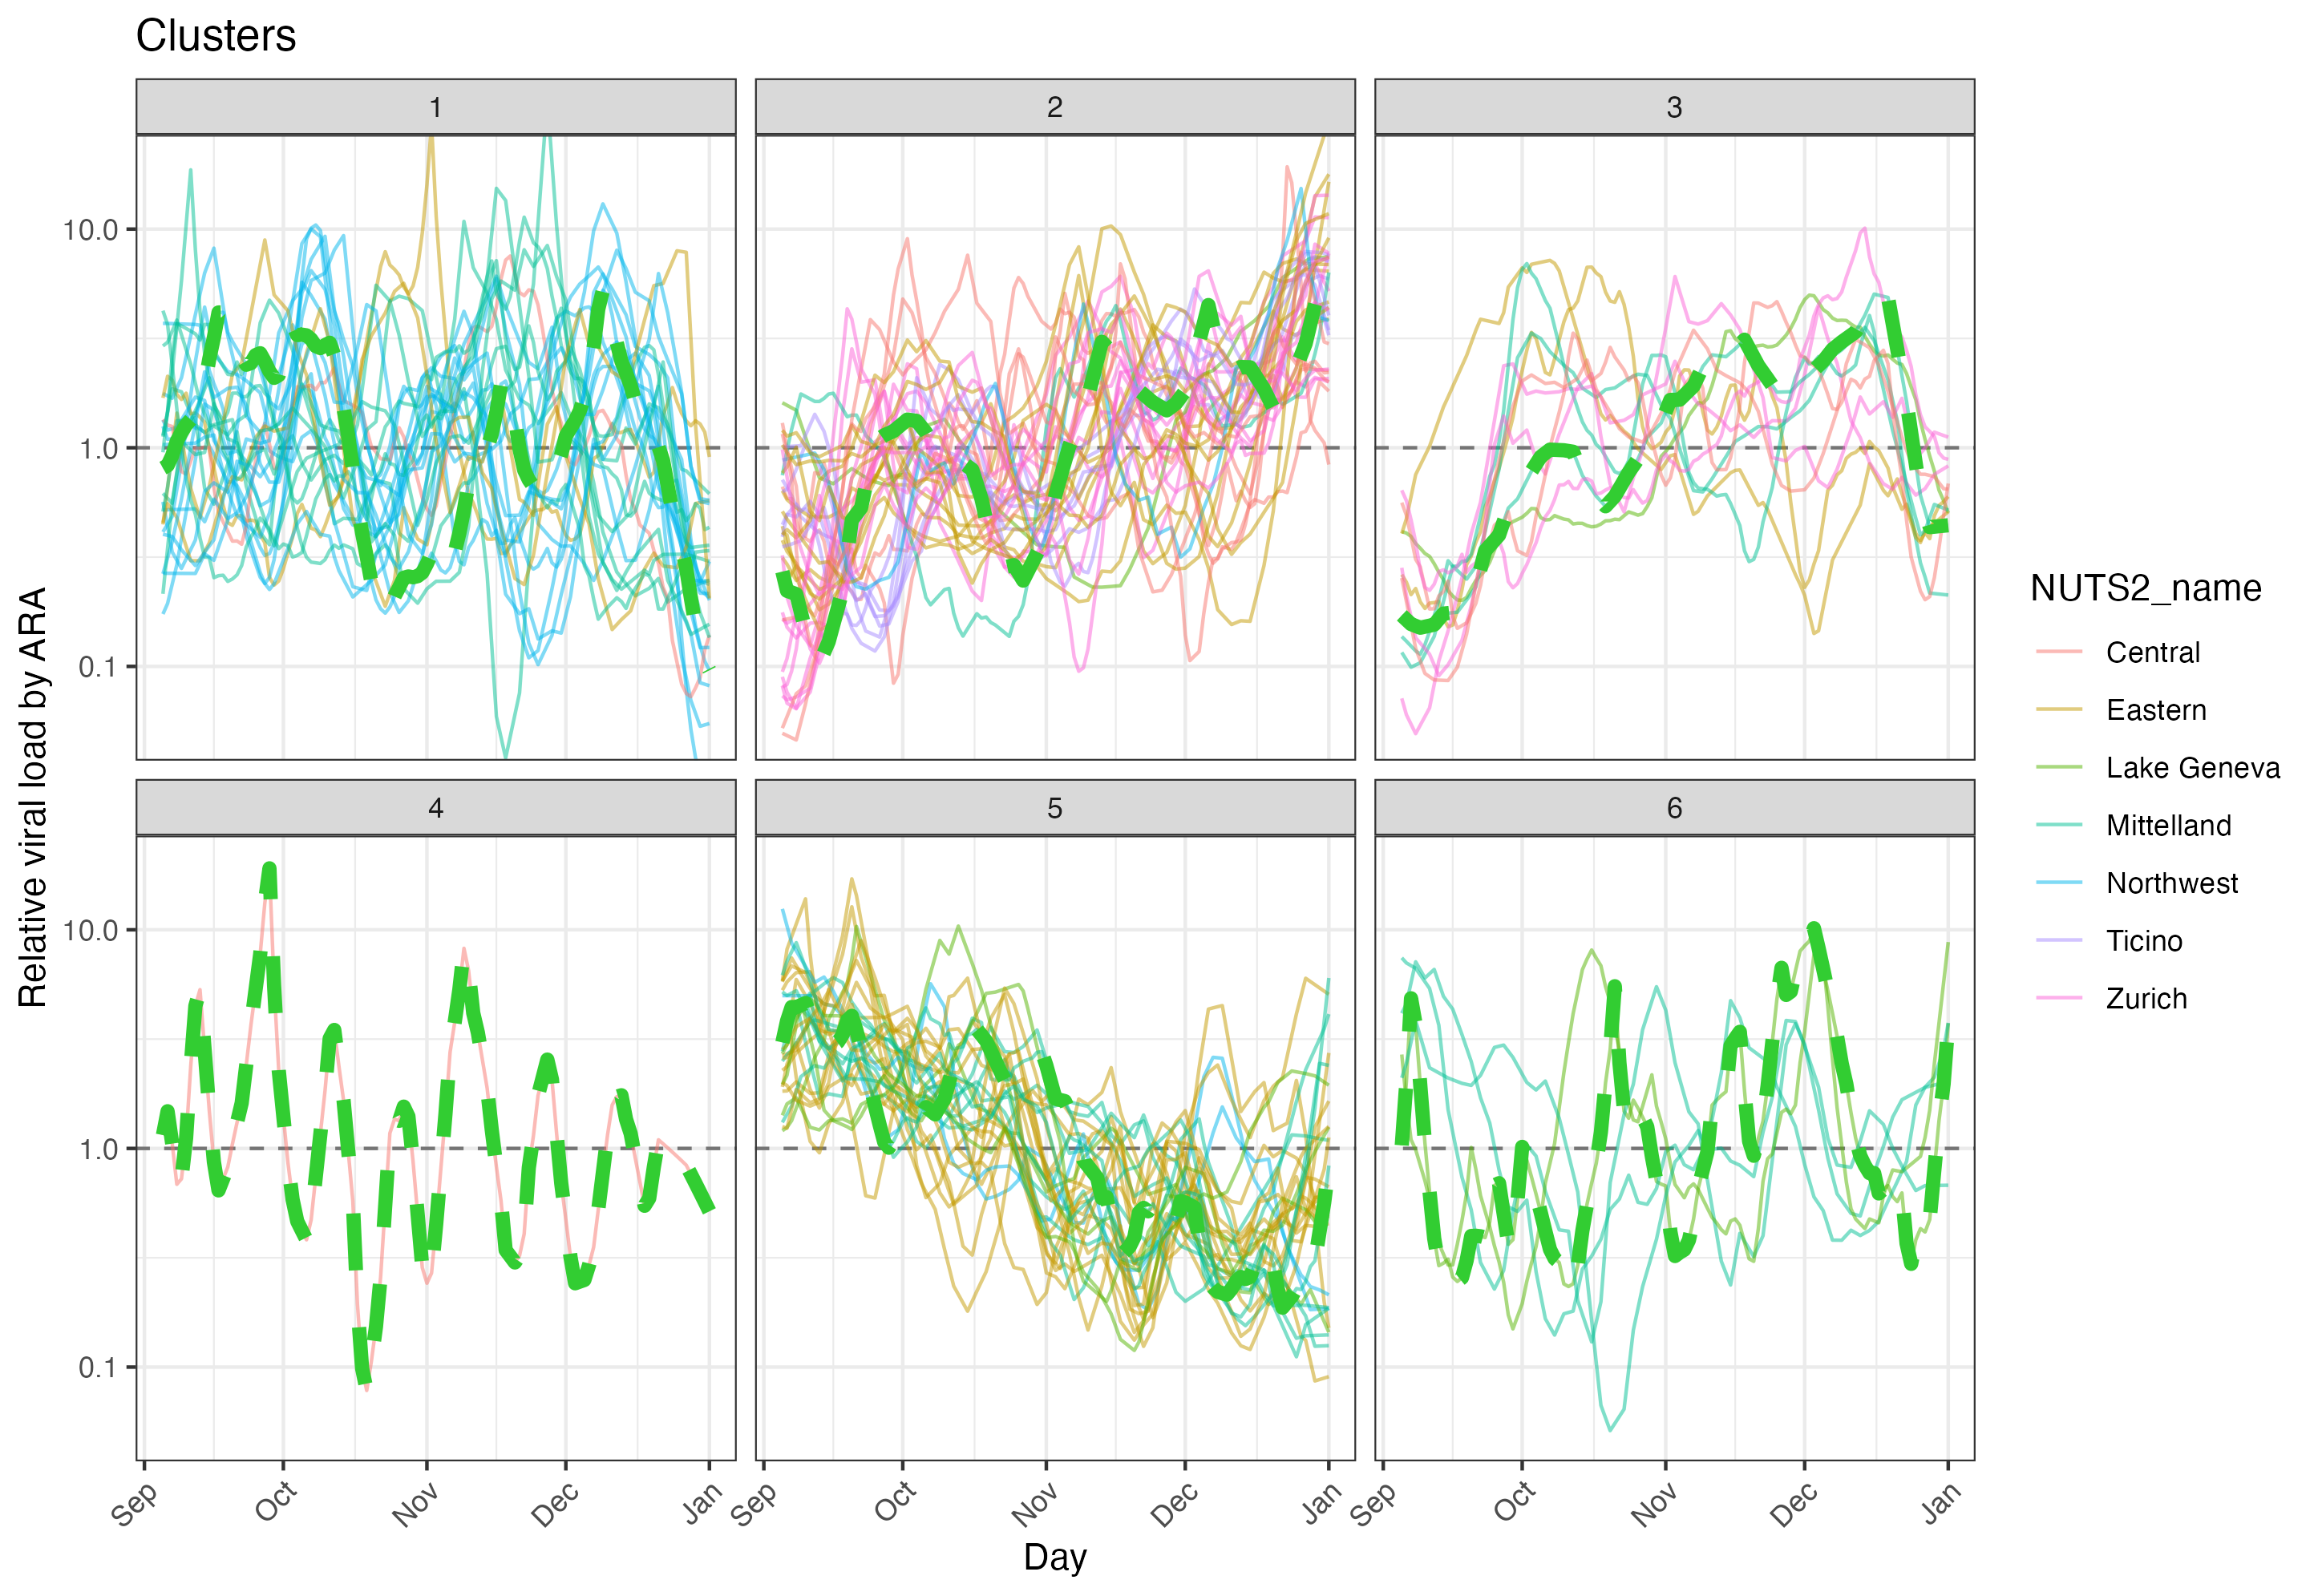 Clusters
1
2
3
10.0
1.0
0.1
4
5
6
10.0
1.0
0.1
Sep
Oct
Nov
Dec
Jan
Sep
Oct
Nov
Dec
Jan
Sep
Oct
Nov
Dec
Jan
Day
Relative viral load by ARA
NUTS2_name
Central
Eastern
Lake Geneva
Mittelland
Northwest
Ticino
Zurich